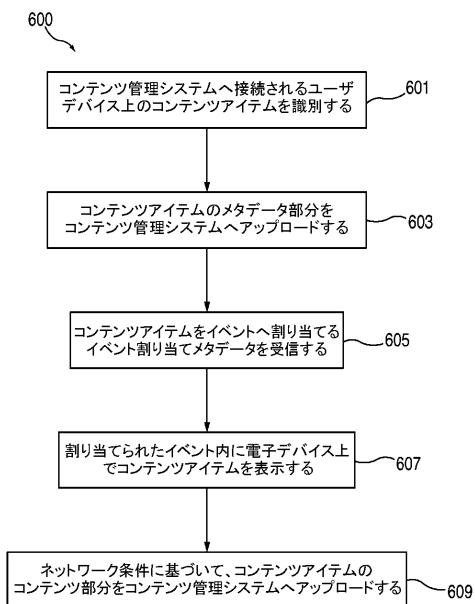 600
コンテンツ管理システムへ接続されるユーザ
デバイス上のコンテンツアイテムを識別する
601
コンテンツアイテムのメタデータ部分を
コンテンツ管理システムへアップロードする
603
コンテンツアイテムをイベントへ割り当てる
イベント割り当てメタデータを受信する
605
割り当てられたイベント内に電子デバイス上
でコンテンツアイテムを表示する
607
ネットワーク条件に基づいて、コンテンツアイテムの
コンテンツ部分をコンテンツ管理システムへアップロードする
609